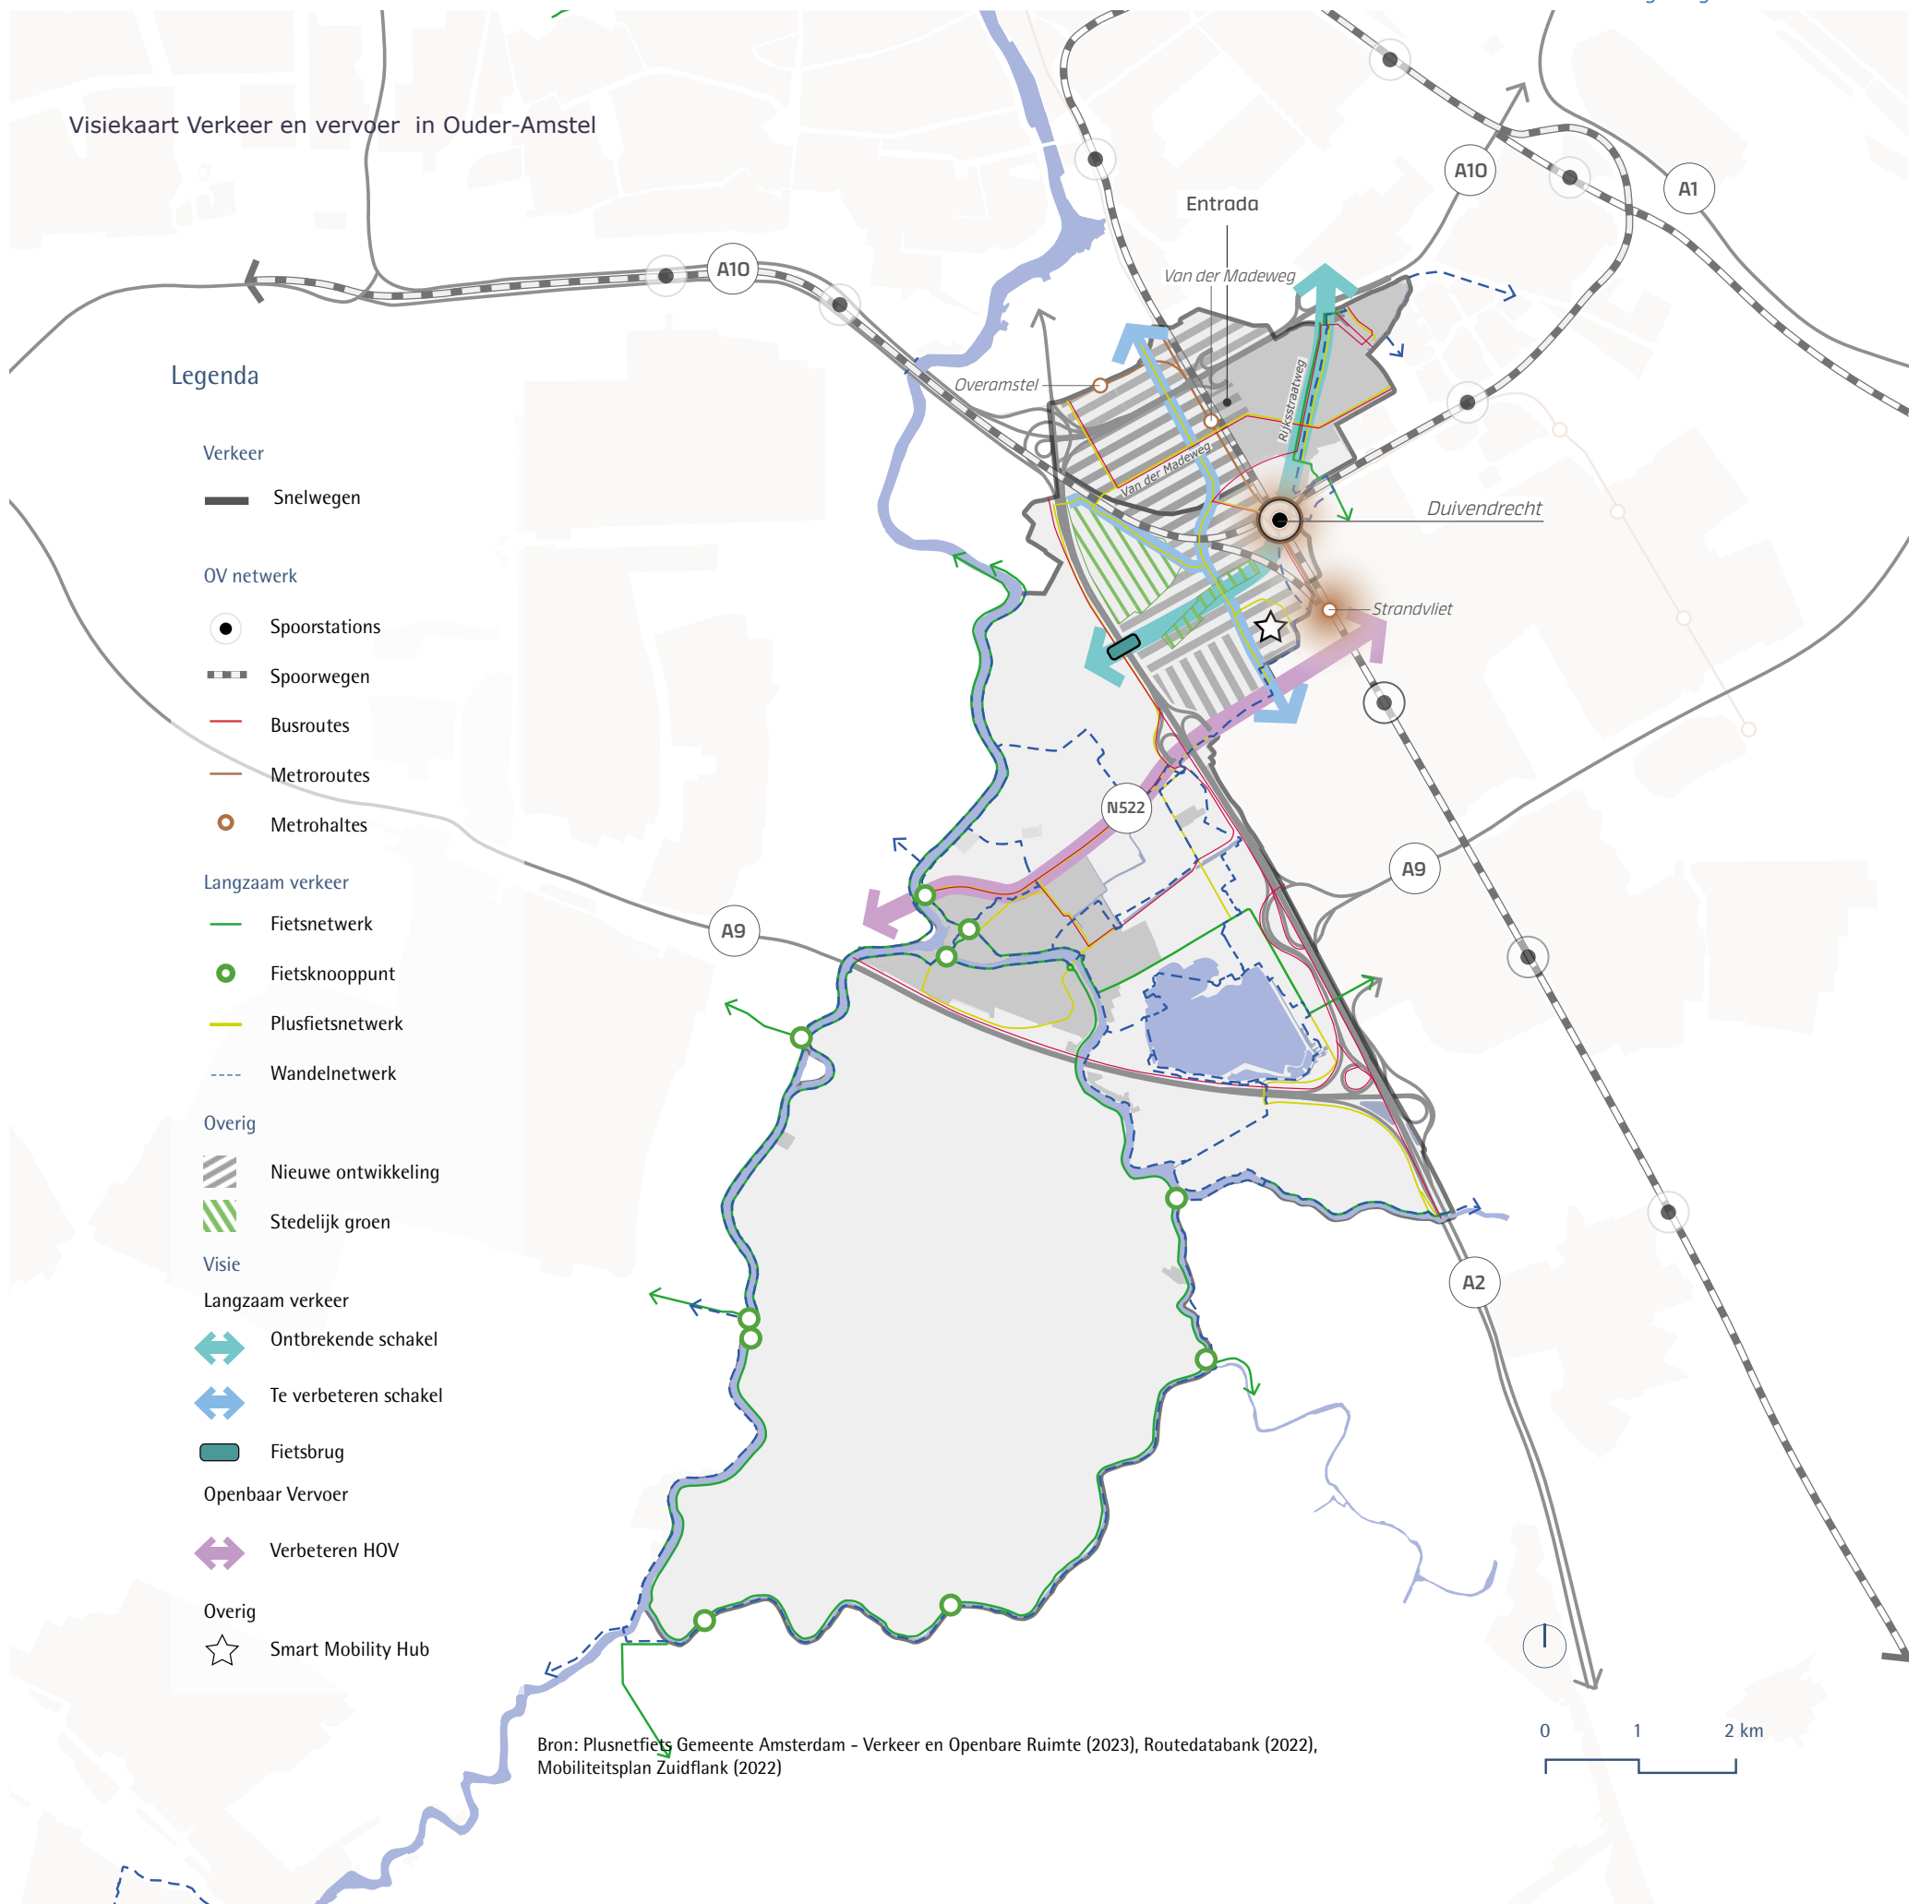 Visiekaart Verkeer en vervoer in Ouder-Amstel
Legenda
Verkeer
Snelwegen
OV netwerk
Spoorstations
Spoorwegen
Busroutes
Metroroutes
Metrohaltes
Langzaam verkeer
Fietsnetwerk
Fietsknooppunt
Plusfietsnetwerk
Wandelnetwerk
Overig
Nieuwe ontwikkeling
Stedelijk groen
Visie
Langzaam verkeer
Ontbrekende schakel
Te verbeteren schakel
Fietsbrug
Openbaar Vervoer
Verbeteren HOV
Overig
Smart Mobility Hub
A10
A10
A1
Entrada
Van der Madeweg
Overamstel
Rijksstraatweg
Van der Madeweg
Duivendrecht
Strandvliet
N522
A9
A9
A2
0 1 2 km
Bron: Plusnetfiets Gemeente Amsterdam - Verkeer en Openbare Ruimte (2023), Routedatabank (2022),
Mobiliteitsplan Zuidflank (2022)